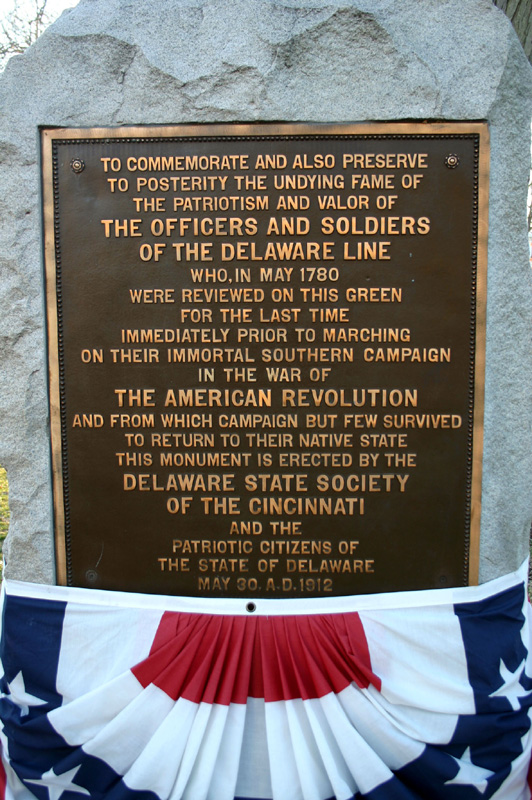 TO COMMEMORATE AND ALSO PRESERVE
TO POSTERITY THE UNDYING FAME OF
THE PATRIOTISM AND VALOR OF
THE OFFICERS AND SOLDIERS
OF THE DELAWARE LINE
WHO, IN MAY 1780
WERE REVIEWED ON THIS GREEN
FOR THE LAST TIME
IMMEDIATELY PRIOR TO MARCHING
ON THEIR IMMORTAL SOUTHERN CAMPAIGN
IN THE WAR OF
THE AMERICAN REVOLUTION
AND FROM WHICH CAMPAIGN BUT FEW SURVIVED
TO RETURN TO THEIR NATIVE STATE
THIS MONUMENT IS ERECTED BY THE
DELAWARE STATE SOCIETY
OF THE CINCINNATI
AND THE
PATRIOTIC CITIZENS OF
THE STATE OF DELAWARE
MAY 30. A.D. 1912